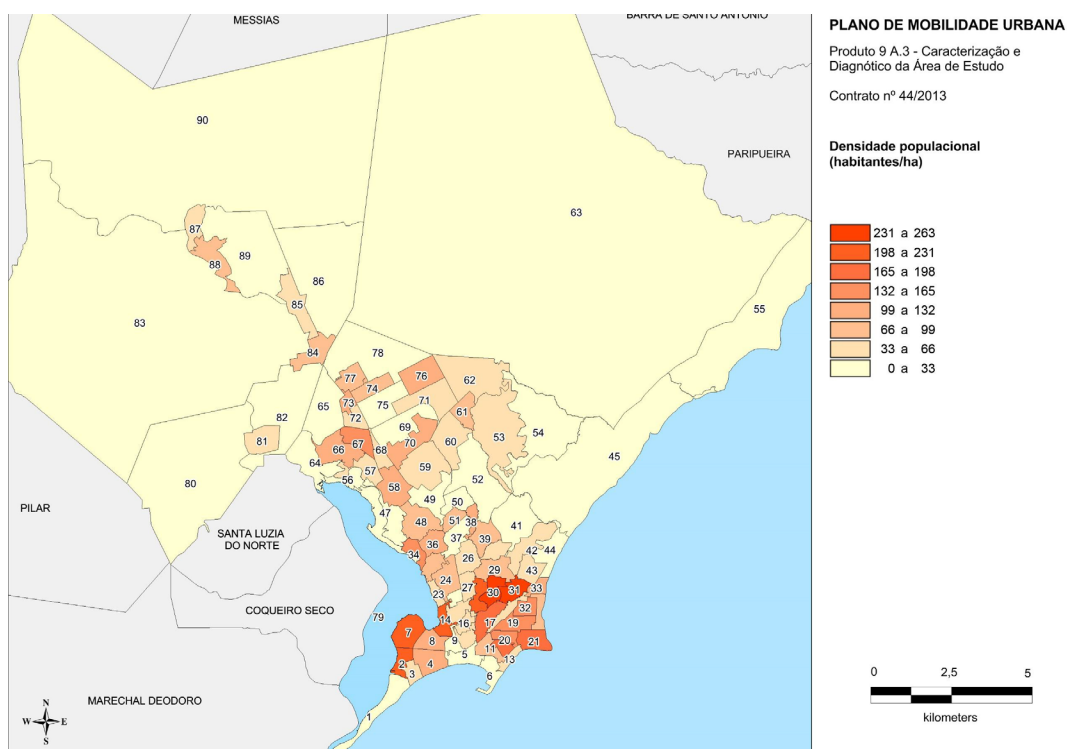 MESSIAS
BARRA DE SANTO ANTÔNIO
PLANO DE MOBILIDADE URBANA
Produto 9 A.3 - Caracterização e
Diagnótico da Área de Estudo
Contrato nº 44/2013
Densidade populacional
(habitantes/ha)
231 a 263
198 a 231
165 a 198
132 a 165
99 a 132
66 a 99
33 a 66
0 a 33
0 2,5 5
kilometers
PARIPUEIRA
90
63
87
89
88
86
85
55
83
84
78
77
76
74
62
75
71
73
65
72
61
82
69
54
81
67
70
60
53
66
68
64
57
59
45
56
58
52
80
49
50
47
PILAR
48
51
38
41
SANTA LUZIA
DO NORTE
36
37
39
34
26
42
44
29
43
24
27
30
31
33
23
COQUEIRO SECO
79
32
14
16
17
19
7
8
9
20
21
11
5
13
2
4
3
6
MARECHAL DEODORO
1
N
W E
S